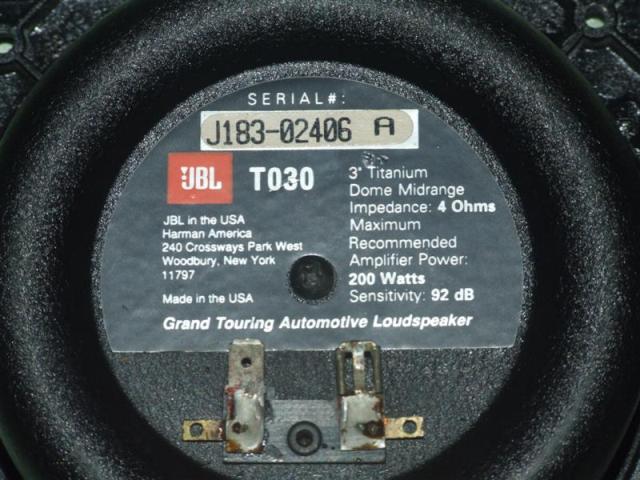 SERIAL#:
J183-02406 A
JBL T030
JBL in the USA
Harman America
240 Crossways Park West
Woodbury, New York
11797
Made in the USA
3" Titanium
Dome Midrange
Impedance: 4 Ohms
Maximum
Recommended
Amplifier Power:
200 Watts
Sensitivity: 92 dB
Grand Touring Automotive Loudspeaker